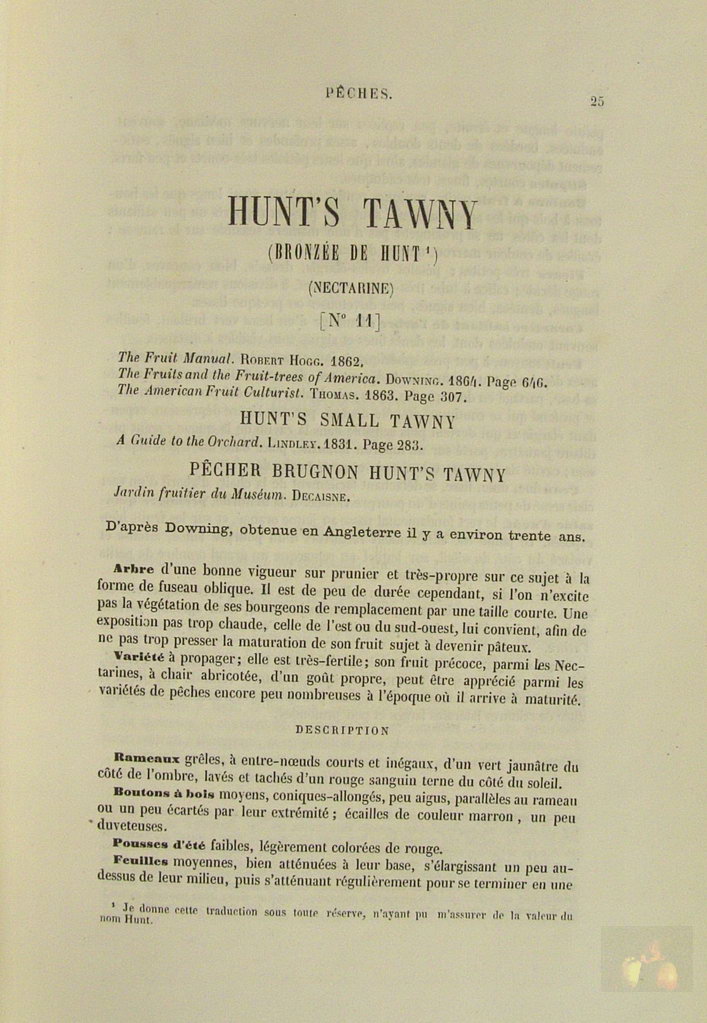 PÊCHES.
25
HUNT'S TAWNY
(BRONZÉE DE HUNT ¹)
(NECTARINE)
[N° 11]
The Fruit Manual. ROBERT HOGG. 1862.
The Fruits and the Fruit-trees of America. DOWNING. 1864. Page 646.
The American Fruit Culturist. THOMAS. 1863. Page 307.
HUNT'S SMALL TAWNY
A Guide to the Orchard. LINDLEY. 1831. Page 283.
PÊCHER BRUGNON HUNT'S TAWNY
Jardin fruitier du Muséum. DECAISNE.
D'après Downing, obtenue en Angleterre il y a environ trente ans.
Arbre d'une bonne vigueur sur prunier et très-propre sur ce sujet à la
forme de fuseau oblique. Il est de peu de durée cependant, si l'on n'excite
pas la végétation de ses bourgeons de remplacement par une taille courte. Une
exposition pas trop chaude, celle de l'est ou du sud-ouest, lui convient, afin de
ne pas trop presser la maturation de son fruit sujet à devenir pâteux.
Variété à propager; elle est très-fertile; son fruit précoce, parmi les Nec-
tarines, à chair abricotée, d'un goût propre, peut être apprécié parmi les
variétés de pêches encore peu nombreuses à l'époque où il arrive à maturité.
DESCRIPTION
Rameaux grêles, à entre-nœuds courts et inégaux, d'un vert jaunâtre du
côté de l'ombre, lavés et tachés d'un rouge sanguin terne du côté du soleil.
Boutons à bois moyens, coniques-allongés, peu aigus, parallèles au rameau
ou un peu écartés par leur extrémité; écailles de couleur marron, un peu
duveteuses.
Pousses d'été faibles, légèrement colorées de rouge.
Feuilles moyennes, bien atténuées à leur base, s'élargissant un peu au-
dessus de leur milieu, puis s'atténuant régulièrement pour se terminer en une
¹ Je donne cette traduction sous toute réserve, n'ayant pu m'assurer de la valeur du
nom Hunt.